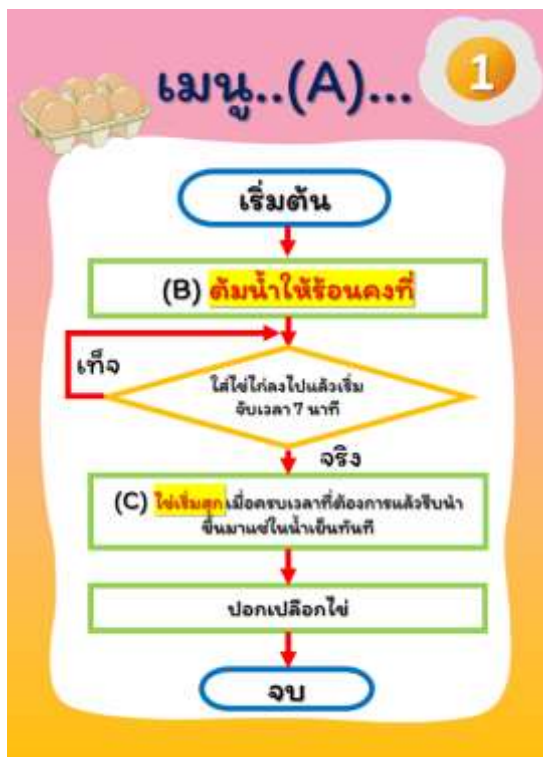 เมนู..(A)...
1
เริ่มต้น
(B) ต้มน้ำให้ร้อนคงที่
เท็จ
ใส่ไข่ไก่ลงไปแล้วเริ่ม
จับเวลา 7 นาที
จริง
(C) ไข่เริ่มสุกเมื่อครบเวลาที่ต้องการแล้วรีบนำ
ขึ้นมาแช่ในน้ำเย็นทันที
ปอกเปลือกไข่
จบ